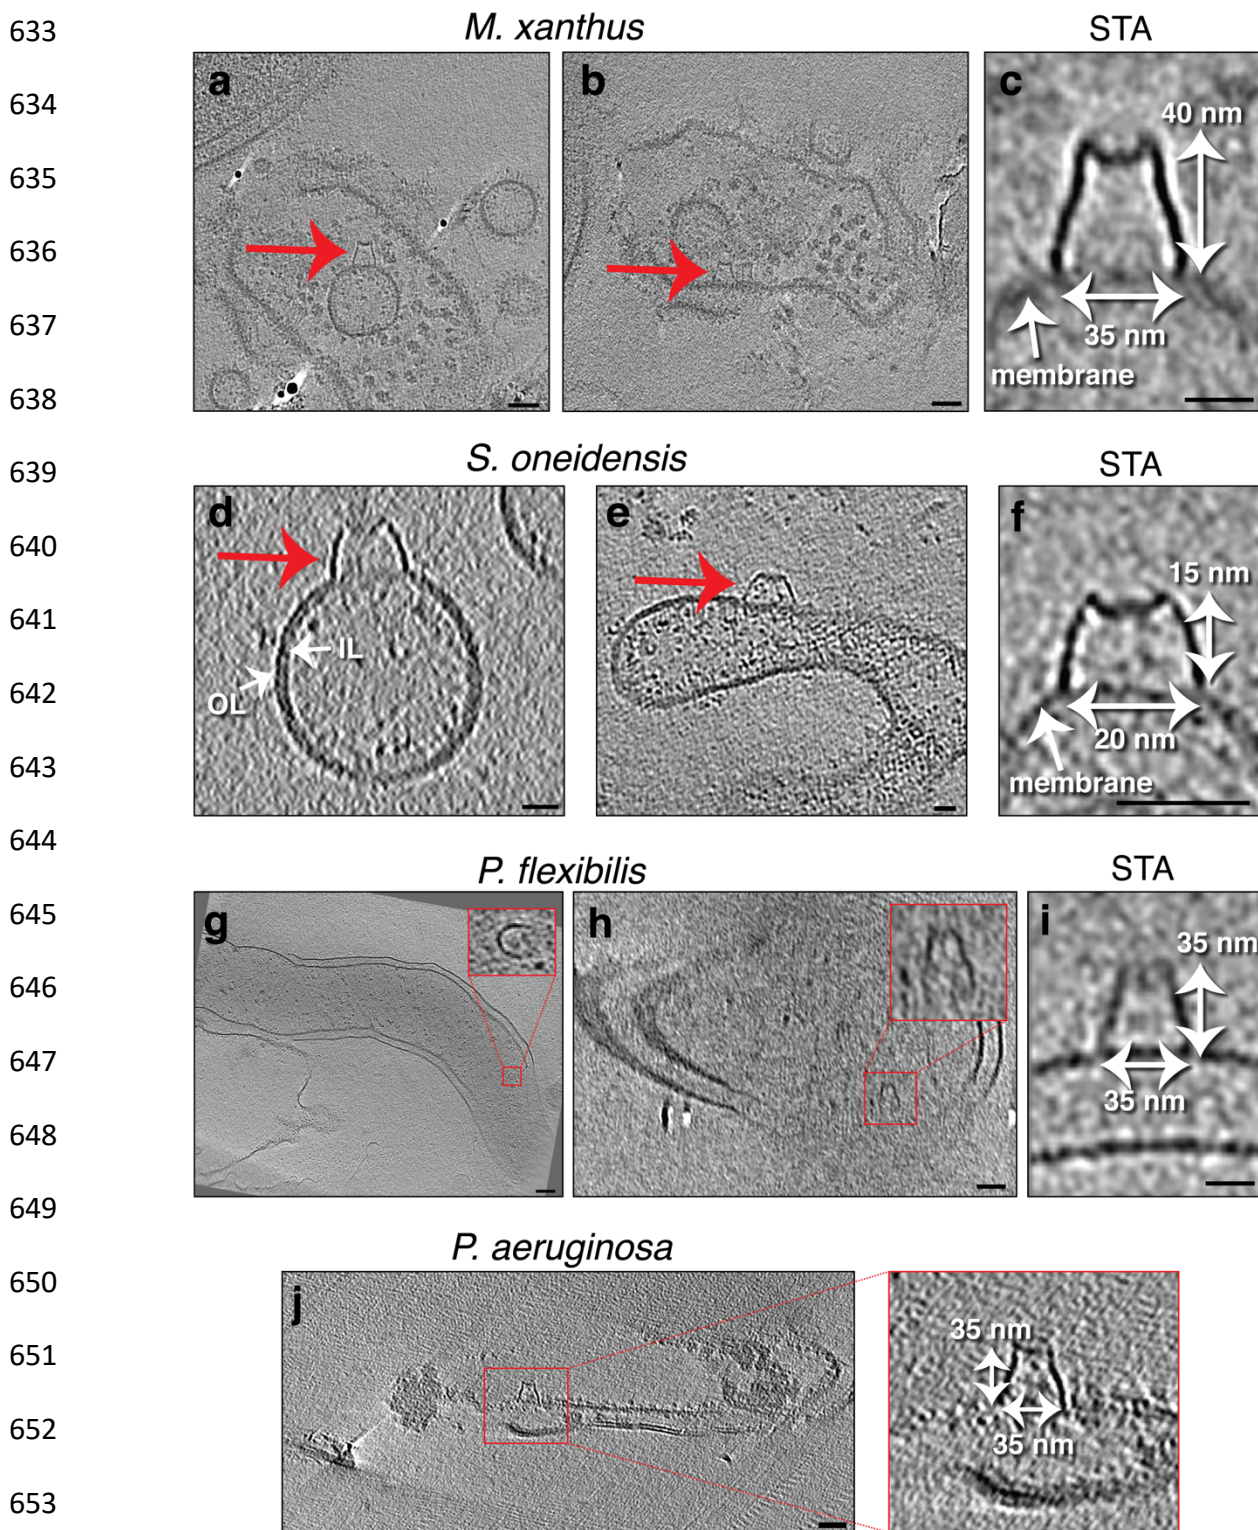 633
M. xanthus
STA
a
b
c
634
40 nm
635
636
637
35 nm
membrane
638
639
S. oneidensis
STA
d
e
f
640
15 nm
641
IL
642
OL
20 nm
643
membrane
644
P. flexibilis
STA
645
g
h
i
35 nm
646
647
35 nm
648
649
P. aeruginosa
650
j
651
35 nm
652
35 nm
653